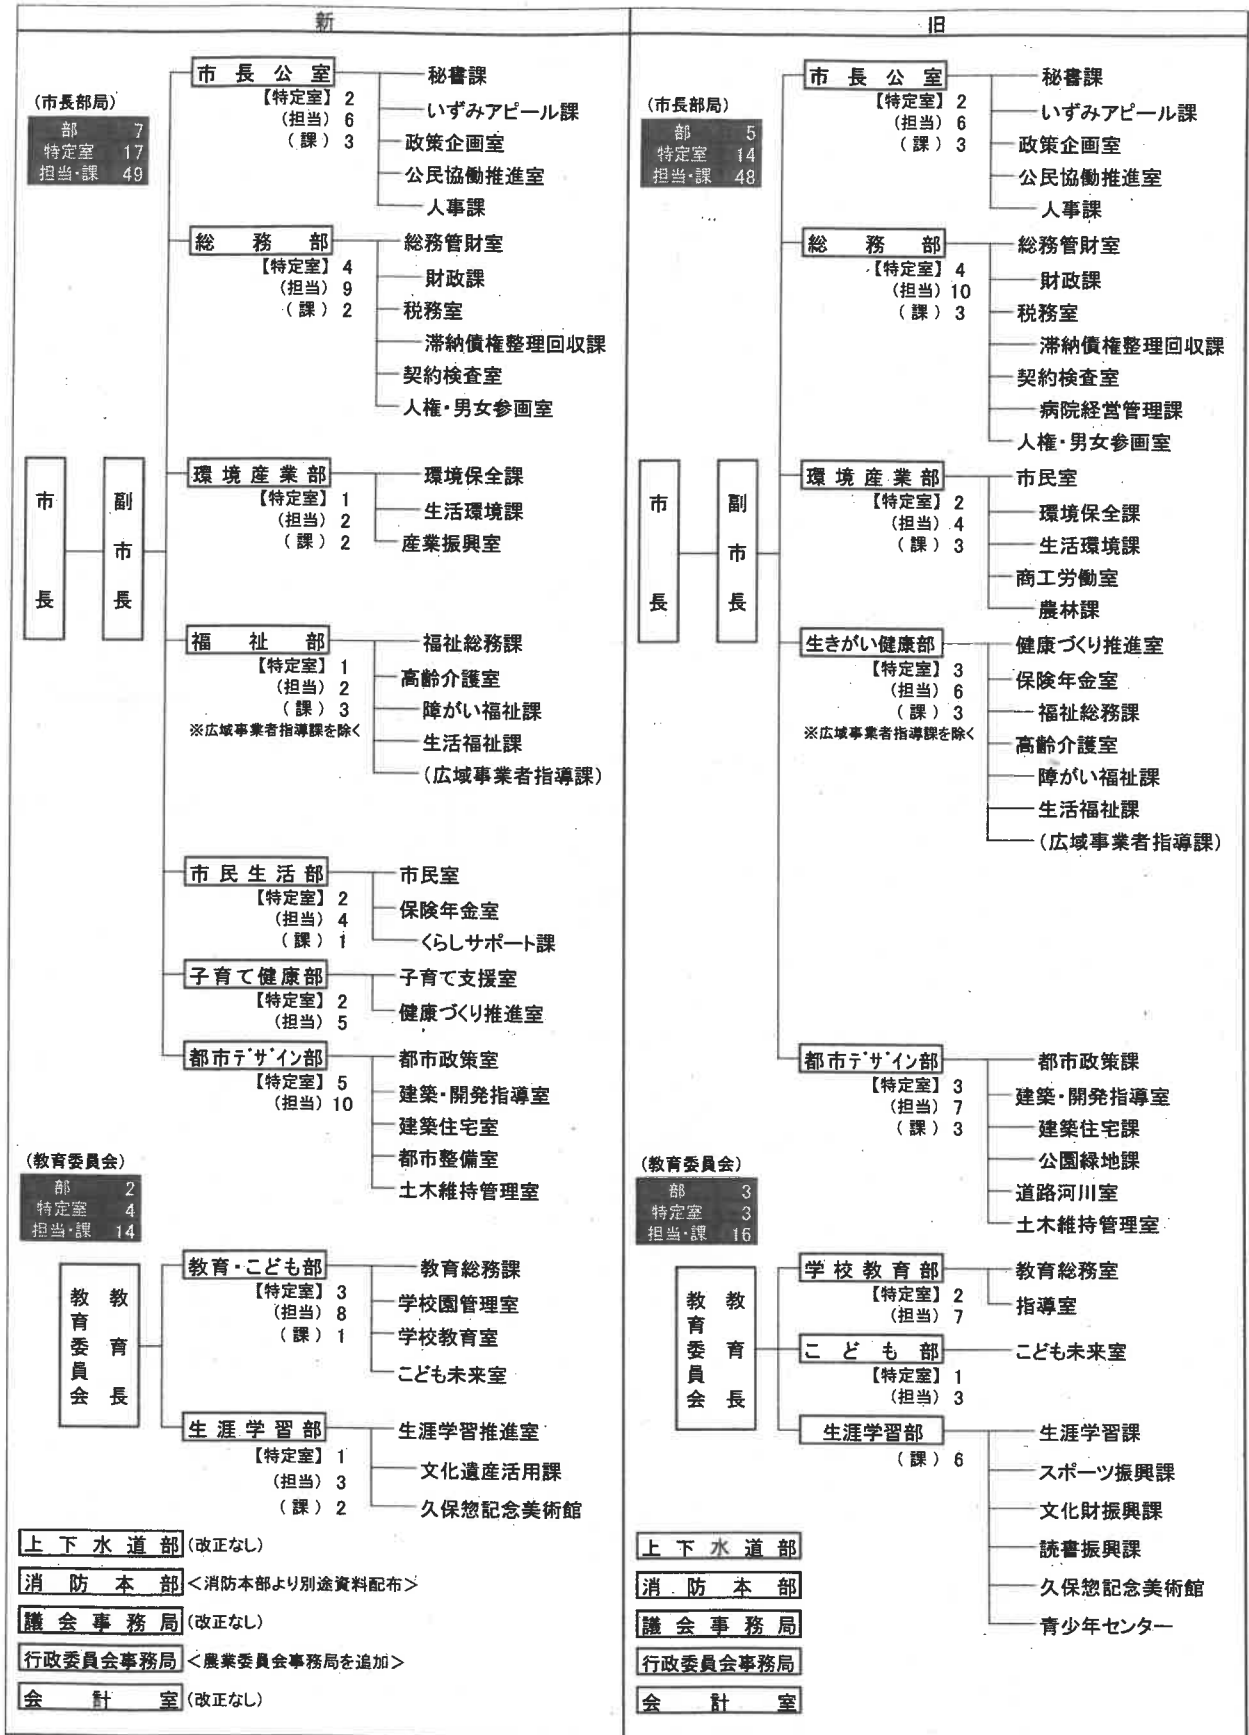 新
(市長部局)
部 7
特定室 17
担当・課 49
市長
副市長
市長公室
【特定室】 2
(担当) 6
(課) 3
秘書課
いずみアピール課
政策企画室
公民協働推進室
人事課
総務部
【特定室】 4
(担当) 9
(課) 2
総務管財室
財政課
税務室
滞納債権整理回収課
契約検査室
人権・男女参画室
環境産業部
【特定室】 1
(担当) 2
(課) 2
環境保全課
生活環境課
産業振興室
福祉部
【特定室】 1
(担当) 2
(課) 3
※広域事業者指導課を除く
福祉総務課
高齢介護室
障がい福祉課
生活福祉課
(広域事業者指導課)
市民生活部
【特定室】 2
(担当) 4
(課) 1
市民室
保険年金室
くらしサポート課
子育て健康部
【特定室】 2
(担当) 5
子育て支援室
健康づくり推進室
都市デザイン部
【特定室】 5
(担当) 10
都市政策室
建築・開発指導室
建築住宅室
都市整備室
土木維持管理室
(教育委員会)
部 2
特定室 4
担当・課 14
教育委員会
教育長
教育・こども部
【特定室】 3
(担当) 8
(課) 1
教育総務課
学校園管理室
学校教育室
こども未来室
生涯学習部
【特定室】 1
(担当) 3
(課) 2
生涯学習推進室
文化遺産活用課
久保惣記念美術館
上下水道部 (改正なし)
消防本部 <消防本部より別途資料配布>
議会事務局 (改正なし)
行政委員会事務局 <農業委員会事務局を追加>
会計室 (改正なし)
旧
(市長部局)
部 5
特定室 14
担当・課 48
市長
副市長
市長公室
【特定室】 2
(担当) 6
(課) 3
秘書課
いずみアピール課
政策企画室
公民協働推進室
人事課
総務部
【特定室】 4
(担当) 10
(課) 3
総務管財室
財政課
税務室
滞納債権整理回収課
契約検査室
病院経営管理課
人権・男女参画室
環境産業部
【特定室】 2
(担当) 4
(課) 3
市民室
環境保全課
生活環境課
商工労働室
農林課
生きがい健康部
【特定室】 3
(担当) 6
(課) 3
※広域事業者指導課を除く
健康づくり推進室
保険年金室
福祉総務課
高齢介護室
障がい福祉課
生活福祉課
(広域事業者指導課)
都市デザイン部
【特定室】 3
(担当) 7
(課) 3
都市政策課
建築・開発指導室
建築住宅課
公園緑地課
道路河川室
土木維持管理室
(教育委員会)
部 3
特定室 3
担当・課 16
教育委員会
教育長
学校教育部
【特定室】 2
(担当) 7
教育総務室
指導室
こども部
【特定室】 1
(担当) 3
こども未来室
生涯学習部
(課) 6
生涯学習課
スポーツ振興課
文化財振興課
読書振興課
久保惣記念美術館
青少年センター
上下水道部
消防本部
議会事務局
行政委員会事務局
会計室